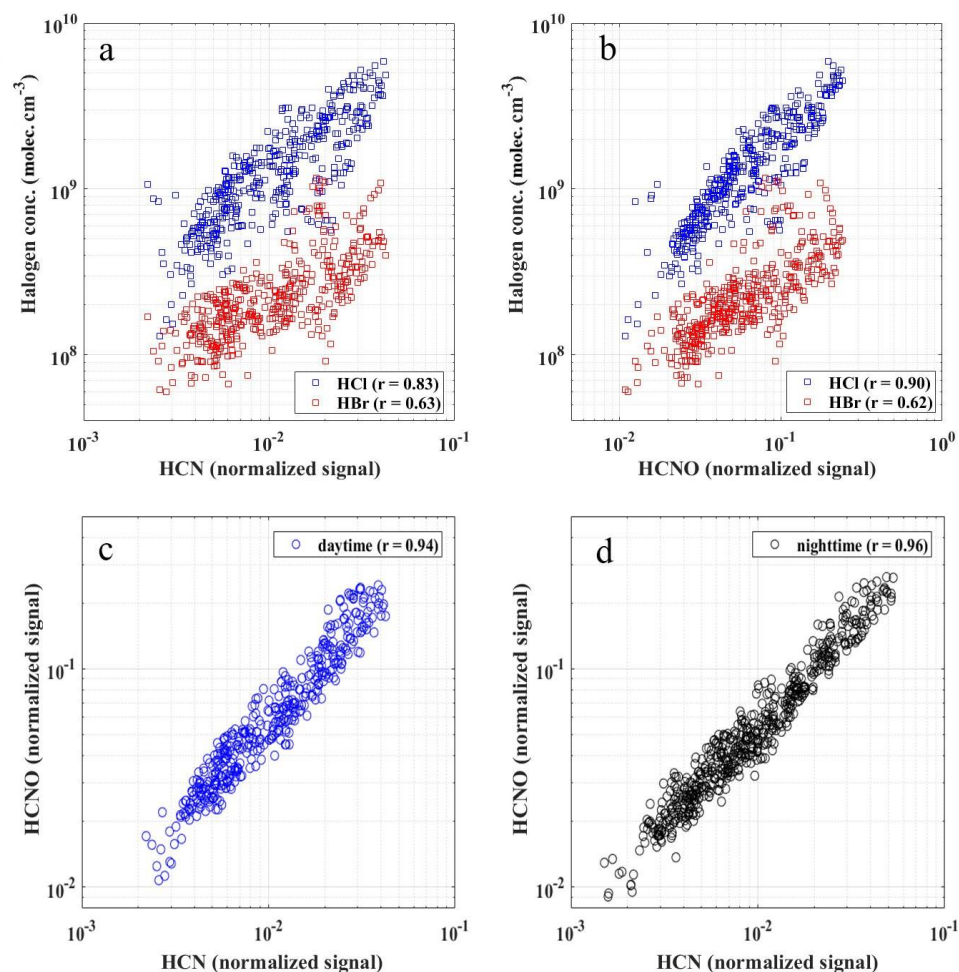 a
10^10
10^9
10^8
Halogen conc. (molec. cm^-3)
HCl (r = 0.83)
HBr (r = 0.63)
10^-3
10^-2
10^-1
HCN (normalized signal)
b
10^10
10^9
10^8
Halogen conc. (molec. cm^-3)
HCl (r = 0.90)
HBr (r = 0.62)
10^-2
10^-1
10^0
HCNO (normalized signal)
c
daytime (r = 0.94)
10^-1
10^-2
HCNO (normalized signal)
10^-3
10^-2
10^-1
HCN (normalized signal)
d
nighttime (r = 0.96)
10^-1
10^-2
HCNO (normalized signal)
10^-3
10^-2
10^-1
HCN (normalized signal)